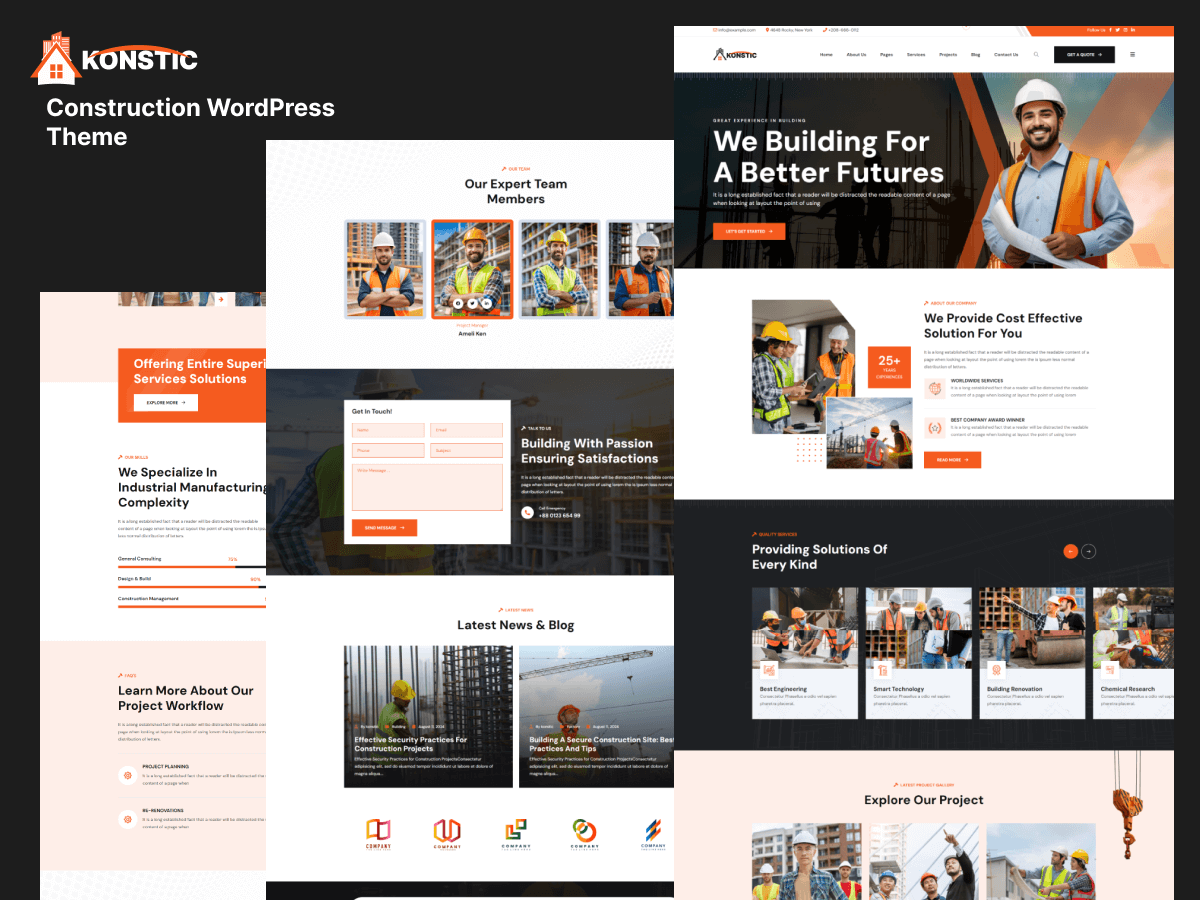 KONSTIC
Construction WordPress
Theme
Offering Entire Superi
Services Solutions
EXPLORE MORE
OUR SKILLS
We Specialize In
Industrial Manufacturing
Complexity
It is a long established fact that a reader will be distracted the readable
content of a page when looking at layout the point of using lorem the is ipsum
less normal distribution of letters.
General Consulting
75%
Design & Build
80%
Construction Management
FAQS
Learn More About Our
Project Workflow
It is a long established fact that a reader will be distracted the readable
page when looking at layout the point of using lorem the is ipsum less normal
distribution of letters.
PROJECT PLANNING
It is a long established fact that a reader will be distracted the
content of a page when
RE-RENOVATIONS
It is a long established fact that a reader will be distracted the
content of a page when
OUR TEAM
Our Expert Team
Members
Project Manager
Ameli Ken
Get In Touch!
Name
Email
Phone
Subject
Write Message ...
SEND MESSAGE
TALK TO US
Building With Passion
Ensuring Satisfactions
It is a long established fact that a reader will be distracted the readable
page when looking at layout the point of using lorem the is ipsum less normal
distribution of letters.
Call Emergency
+88 0123 654 99
LATEST NEWS
Latest News & Blog
August 11, 2024
Effective Security Practices For
Construction Projects
Effective Security Practices for Construction ProjectsConsectetur
adipisicing elit, sed do eiusmod tempor incididunt ut labore et dolore of
magna aliqua...
August 11, 2024
Building A Secure Construction Site: Best
Practices And Tips
Effective Security Practices for Construction ProjectsConsectetur
adipisicing elit, sed do eiusmod tempor incididunt ut labore et dolore of
magna aliqua...
COMPANY
COMPANY
COMPANY
COMPANY
COMPANY
info@example.com
4648 Rocky, New York
+208-666-0112
Follow Us
KONSTIC
Home
About Us
Pages
Services
Projects
Blog
Contact Us
GET A QUOTE
GREAT EXPERIENCE IN BUILDING
We Building For
A Better Futures
It is a long established fact that a reader will be distracted the readable content of a page
when looking at layout the point of using
LET'S GET STARTED
25+
YEARS
EXPERIENCES
ABOUT OUR COMPANY
We Provide Cost Effective
Solution For You
It is a long established fact that a reader will be distracted the readable content of a
page when looking at layout the point of using lorem the is ipsum less normal
distribution of letters.
WORLDWIDE SERVICES
It is a long established fact that a reader will be distracted the readable
content of a page when looking at layout the point of using lorem
BEST COMPANY AWARD WINNER
It is a long established fact that a reader will be distracted the readable
content of a page when looking at layout the point of using lorem
READ MORE
QUALITY SERVICES
Providing Solutions Of
Every Kind
Best Engineering
Consectetur Phasellus a odio vel sapien
pharetra placerat.
Smart Technology
Consectetur Phasellus a odio vel sapien
pharetra placerat.
Building Renovation
Consectetur Phasellus a odio vel sapien
pharetra placerat.
Chemical Research
Consectetur Phasellus a odio vel sapien
pharetra placerat.
LATEST PROJECT GALLERY
Explore Our Project